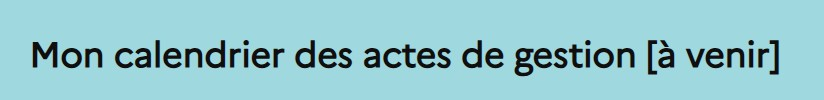 Mon calendrier des actes de gestion [à venir]